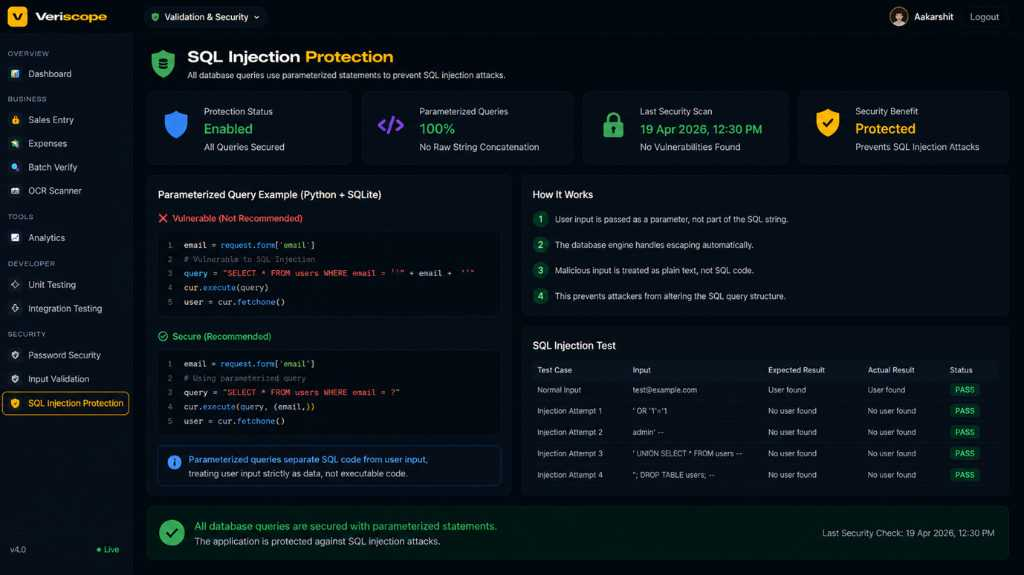 Veriscope
Validation & Security
Aakarshit
Logout
OVERVIEW
Dashboard
BUSINESS
Sales Entry
Expenses
Batch Verify
OCR Scanner
TOOLS
Analytics
DEVELOPER
Unit Testing
Integration Testing
SECURITY
Password Security
Input Validation
SQL Injection Protection
v4.0
Live
SQL Injection Protection
All database queries use parameterized statements to prevent SQL injection attacks.
Protection Status
Enabled
All Queries Secured
Parameterized Queries
100%
No Raw String Concatenation
Last Security Scan
19 Apr 2026, 12:30 PM
No Vulnerabilities Found
Security Benefit
Protected
Prevents SQL Injection Attacks
Parameterized Query Example (Python + SQLite)
Vulnerable (Not Recommended)
1 email = request.form['email']
2 # Vulnerable to SQL Injection
3 query = "SELECT * FROM users WHERE email = ''" + email + ''"
4 cur.execute(query)
5 user = cur.fetchone()
Secure (Recommended)
1 email = request.form['email']
2 # Using parameterized query
3 query = "SELECT * FROM users WHERE email = ?"
4 cur.execute(query, (email,))
5 user = cur.fetchone()
Parameterized queries separate SQL code from user input,
treating user input strictly as data, not executable code.
How It Works
1 User input is passed as a parameter, not part of the SQL string.
2 The database engine handles escaping automatically.
3 Malicious input is treated as plain text, not SQL code.
4 This prevents attackers from altering the SQL query structure.
SQL Injection Test
Test Case Input Expected Result Actual Result Status
Normal Input test@example.com User found User found PASS
Injection Attempt 1 ' OR '1'='1 No user found No user found PASS
Injection Attempt 2 admin' -- No user found No user found PASS
Injection Attempt 3 ' UNION SELECT * FROM users -- No user found No user found PASS
Injection Attempt 4 "; DROP TABLE users; -- No user found No user found PASS
All database queries are secured with parameterized statements.
The application is protected against SQL injection attacks.
Last Security Check: 19 Apr 2026, 12:30 PM